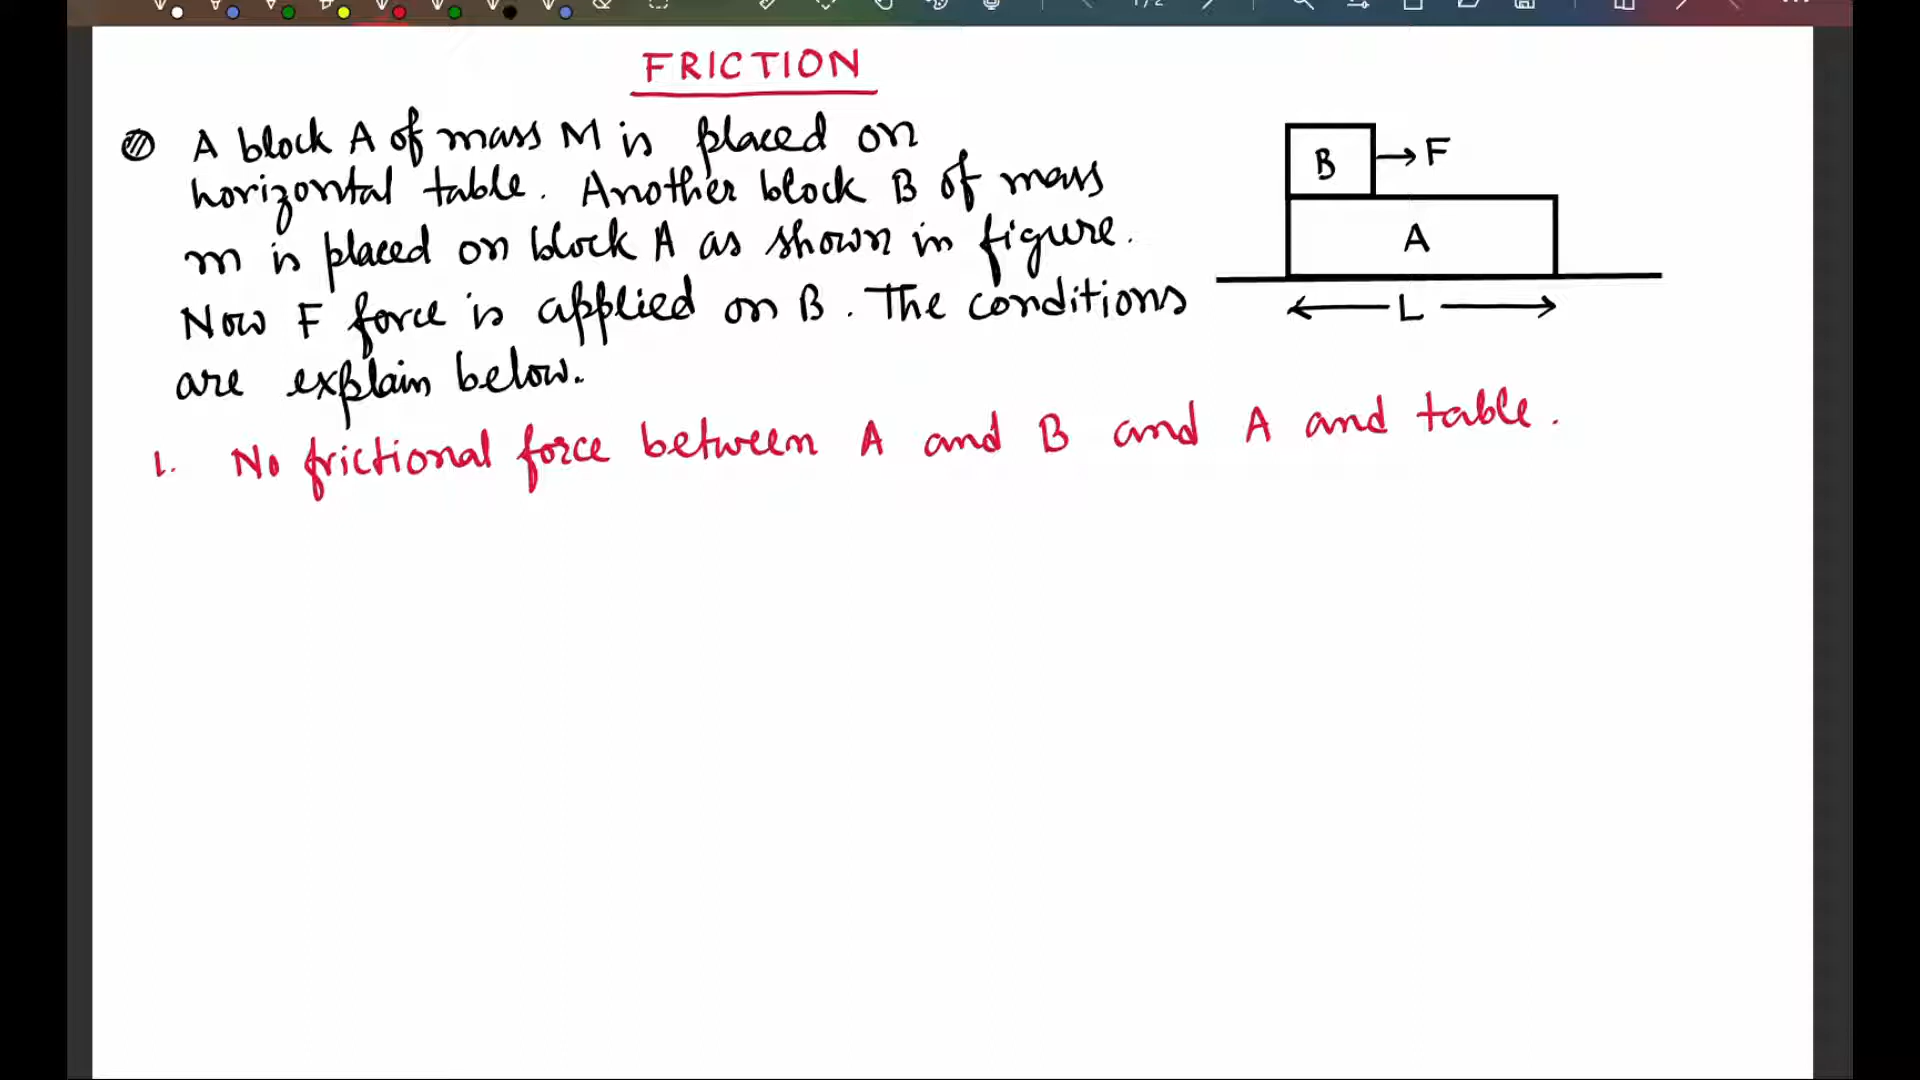 1/2
FRICTION
A block A of mass M is placed on
horizontal table. Another block B of mass
m is placed on block A as shown in figure.
Now F force is applied on B. The conditions
are explain below.
B → F
A
L
1. No frictional force between A and B and A and table.